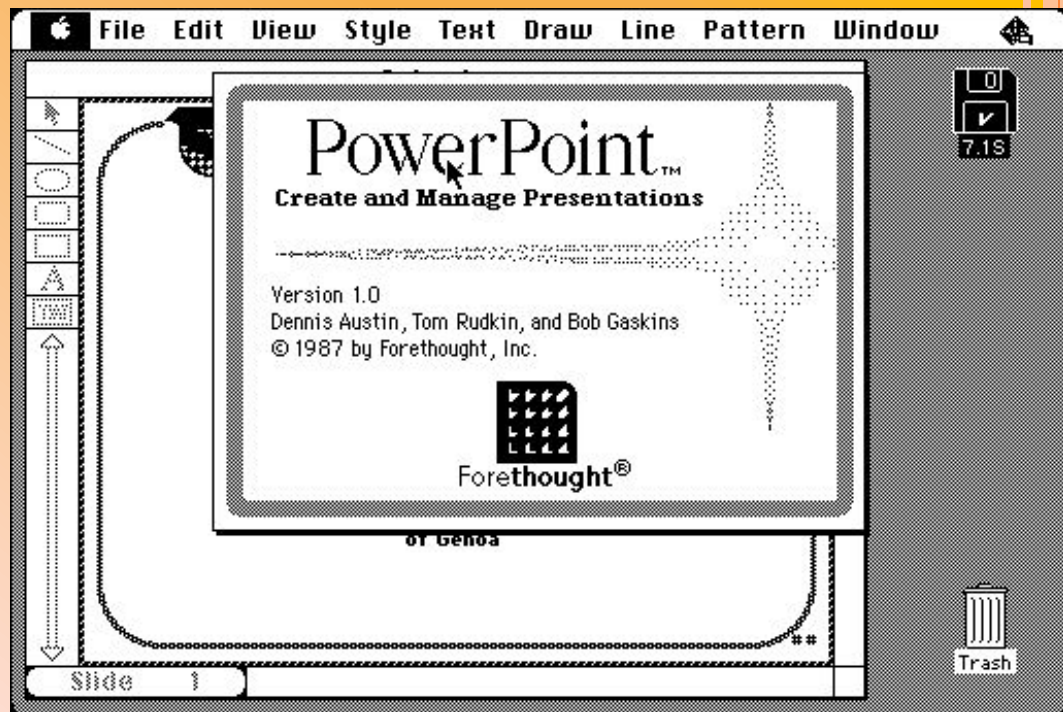 File Edit View Style Text Draw Line Pattern Window
PowerPoint™
Create and Manage Presentations
Version 1.0
Dennis Austin, Tom Rudkin, and Bob Gaskins
© 1987 by Forethought, Inc.
Forethought®
of Genoa
##
Slide 1
7.1S
Trash